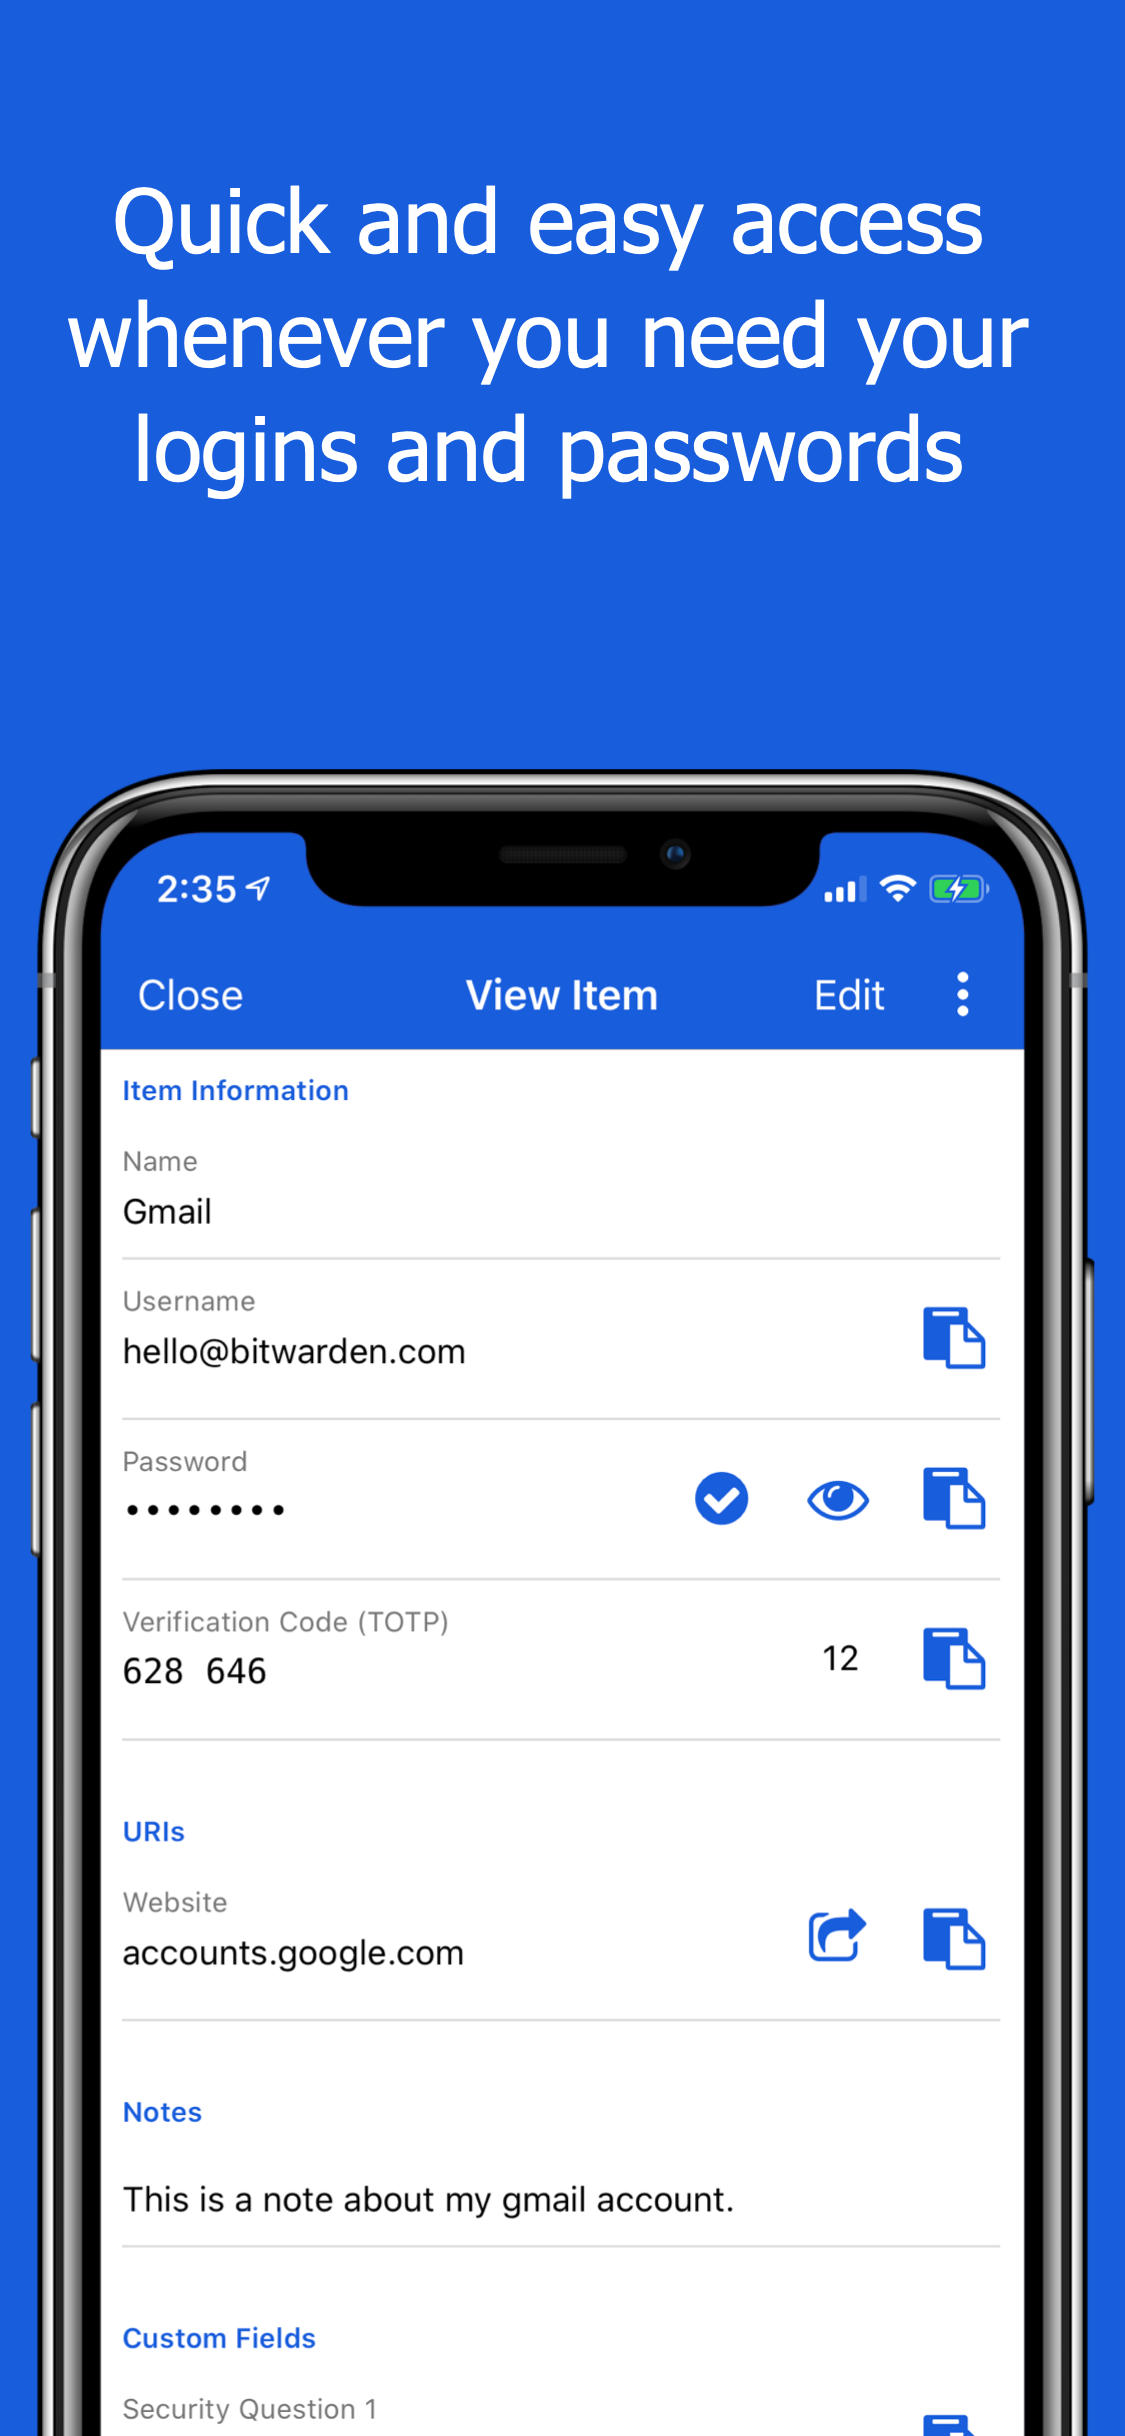 Quick and easy access
whenever you need your
logins and passwords
2:35
Close View Item Edit
Item Information
Name
Gmail
Username
hello@bitwarden.com
Password
••••••••
Verification Code (TOTP)
628 646 12
URIs
Website
accounts.google.com
Notes
This is a note about my gmail account.
Custom Fields
Security Question 1